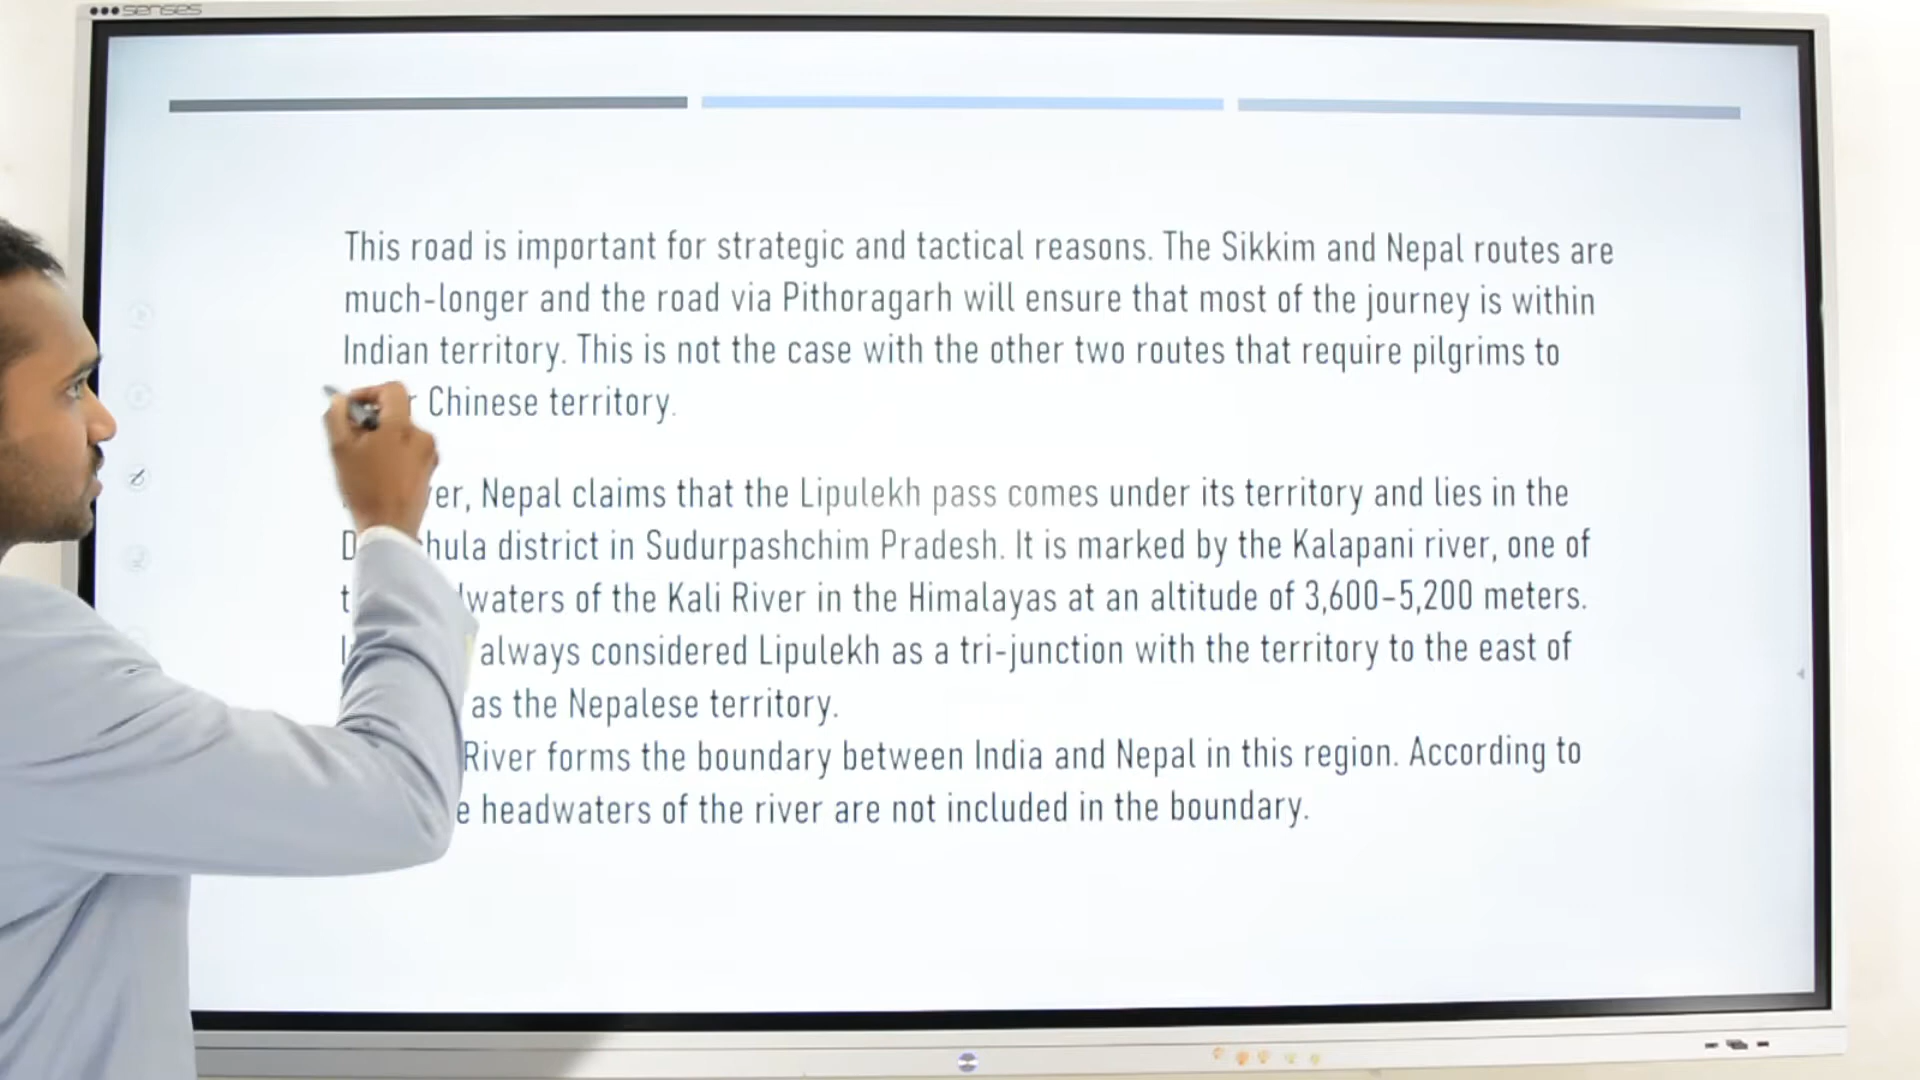 senses
This road is important for strategic and tactical reasons. The Sikkim and Nepal routes are
much-longer and the road via Pithoragarh will ensure that most of the journey is within
Indian territory. This is not the case with the other two routes that require pilgrims to
Chinese territory.
Nepal claims that the Lipulekh pass comes under its territory and lies in the
district in Sudurpashchim Pradesh. It is marked by the Kalapani river, one of
of the Kali River in the Himalayas at an altitude of 3,600-5,200 meters.
always considered Lipulekh as a tri-junction with the territory to the east of
as the Nepalese territory.
River forms the boundary between India and Nepal in this region. According to
headwaters of the river are not included in the boundary.